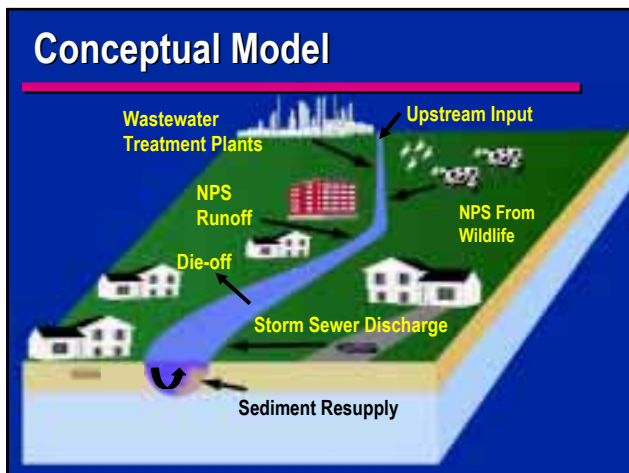 Conceptual Model
Wastewater
Treatment Plants
Upstream Input
NPS
Runoff
NPS From
Wildlife
Die-off
Storm Sewer Discharge
Sediment Resupply